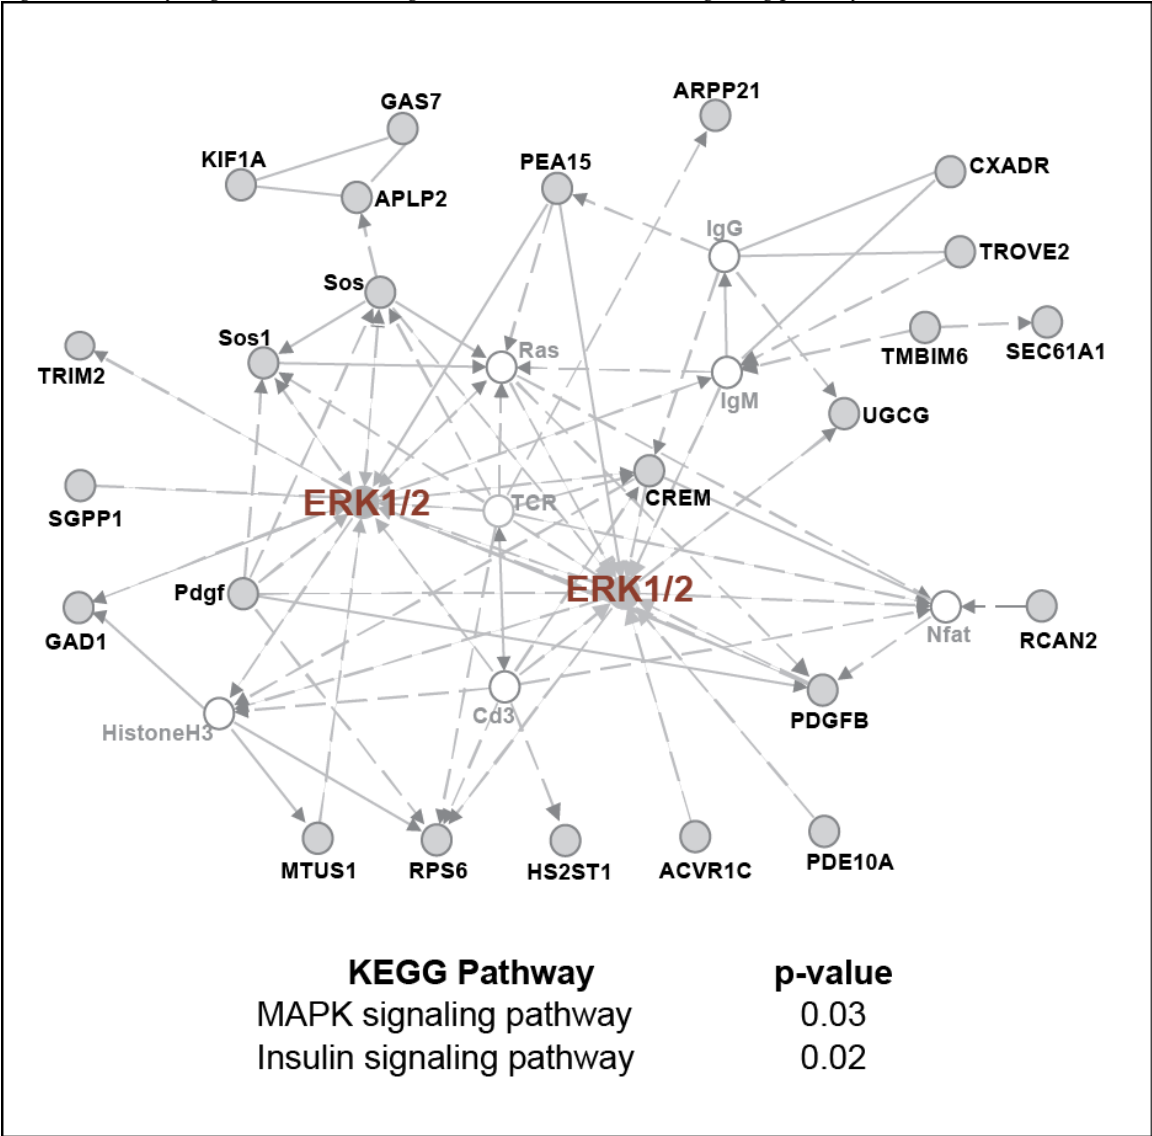 ARPP21
GAS7
KIF1A
PEA15
CXADR
APLP2
IgG
TROVE2
Sos
Sos1
Ras
TMBIM6
SEC61A1
TRIM2
IgM
UGCG
ERK1/2
TCR
CREM
SGPP1
Pdgf
ERK1/2
GAD1
Nfat
RCAN2
HistoneH3
Cd3
PDGFB
MTUS1
RPS6
HS2ST1
ACVR1C
PDE10A
KEGG Pathway p-value
MAPK signaling pathway 0.03
Insulin signaling pathway 0.02